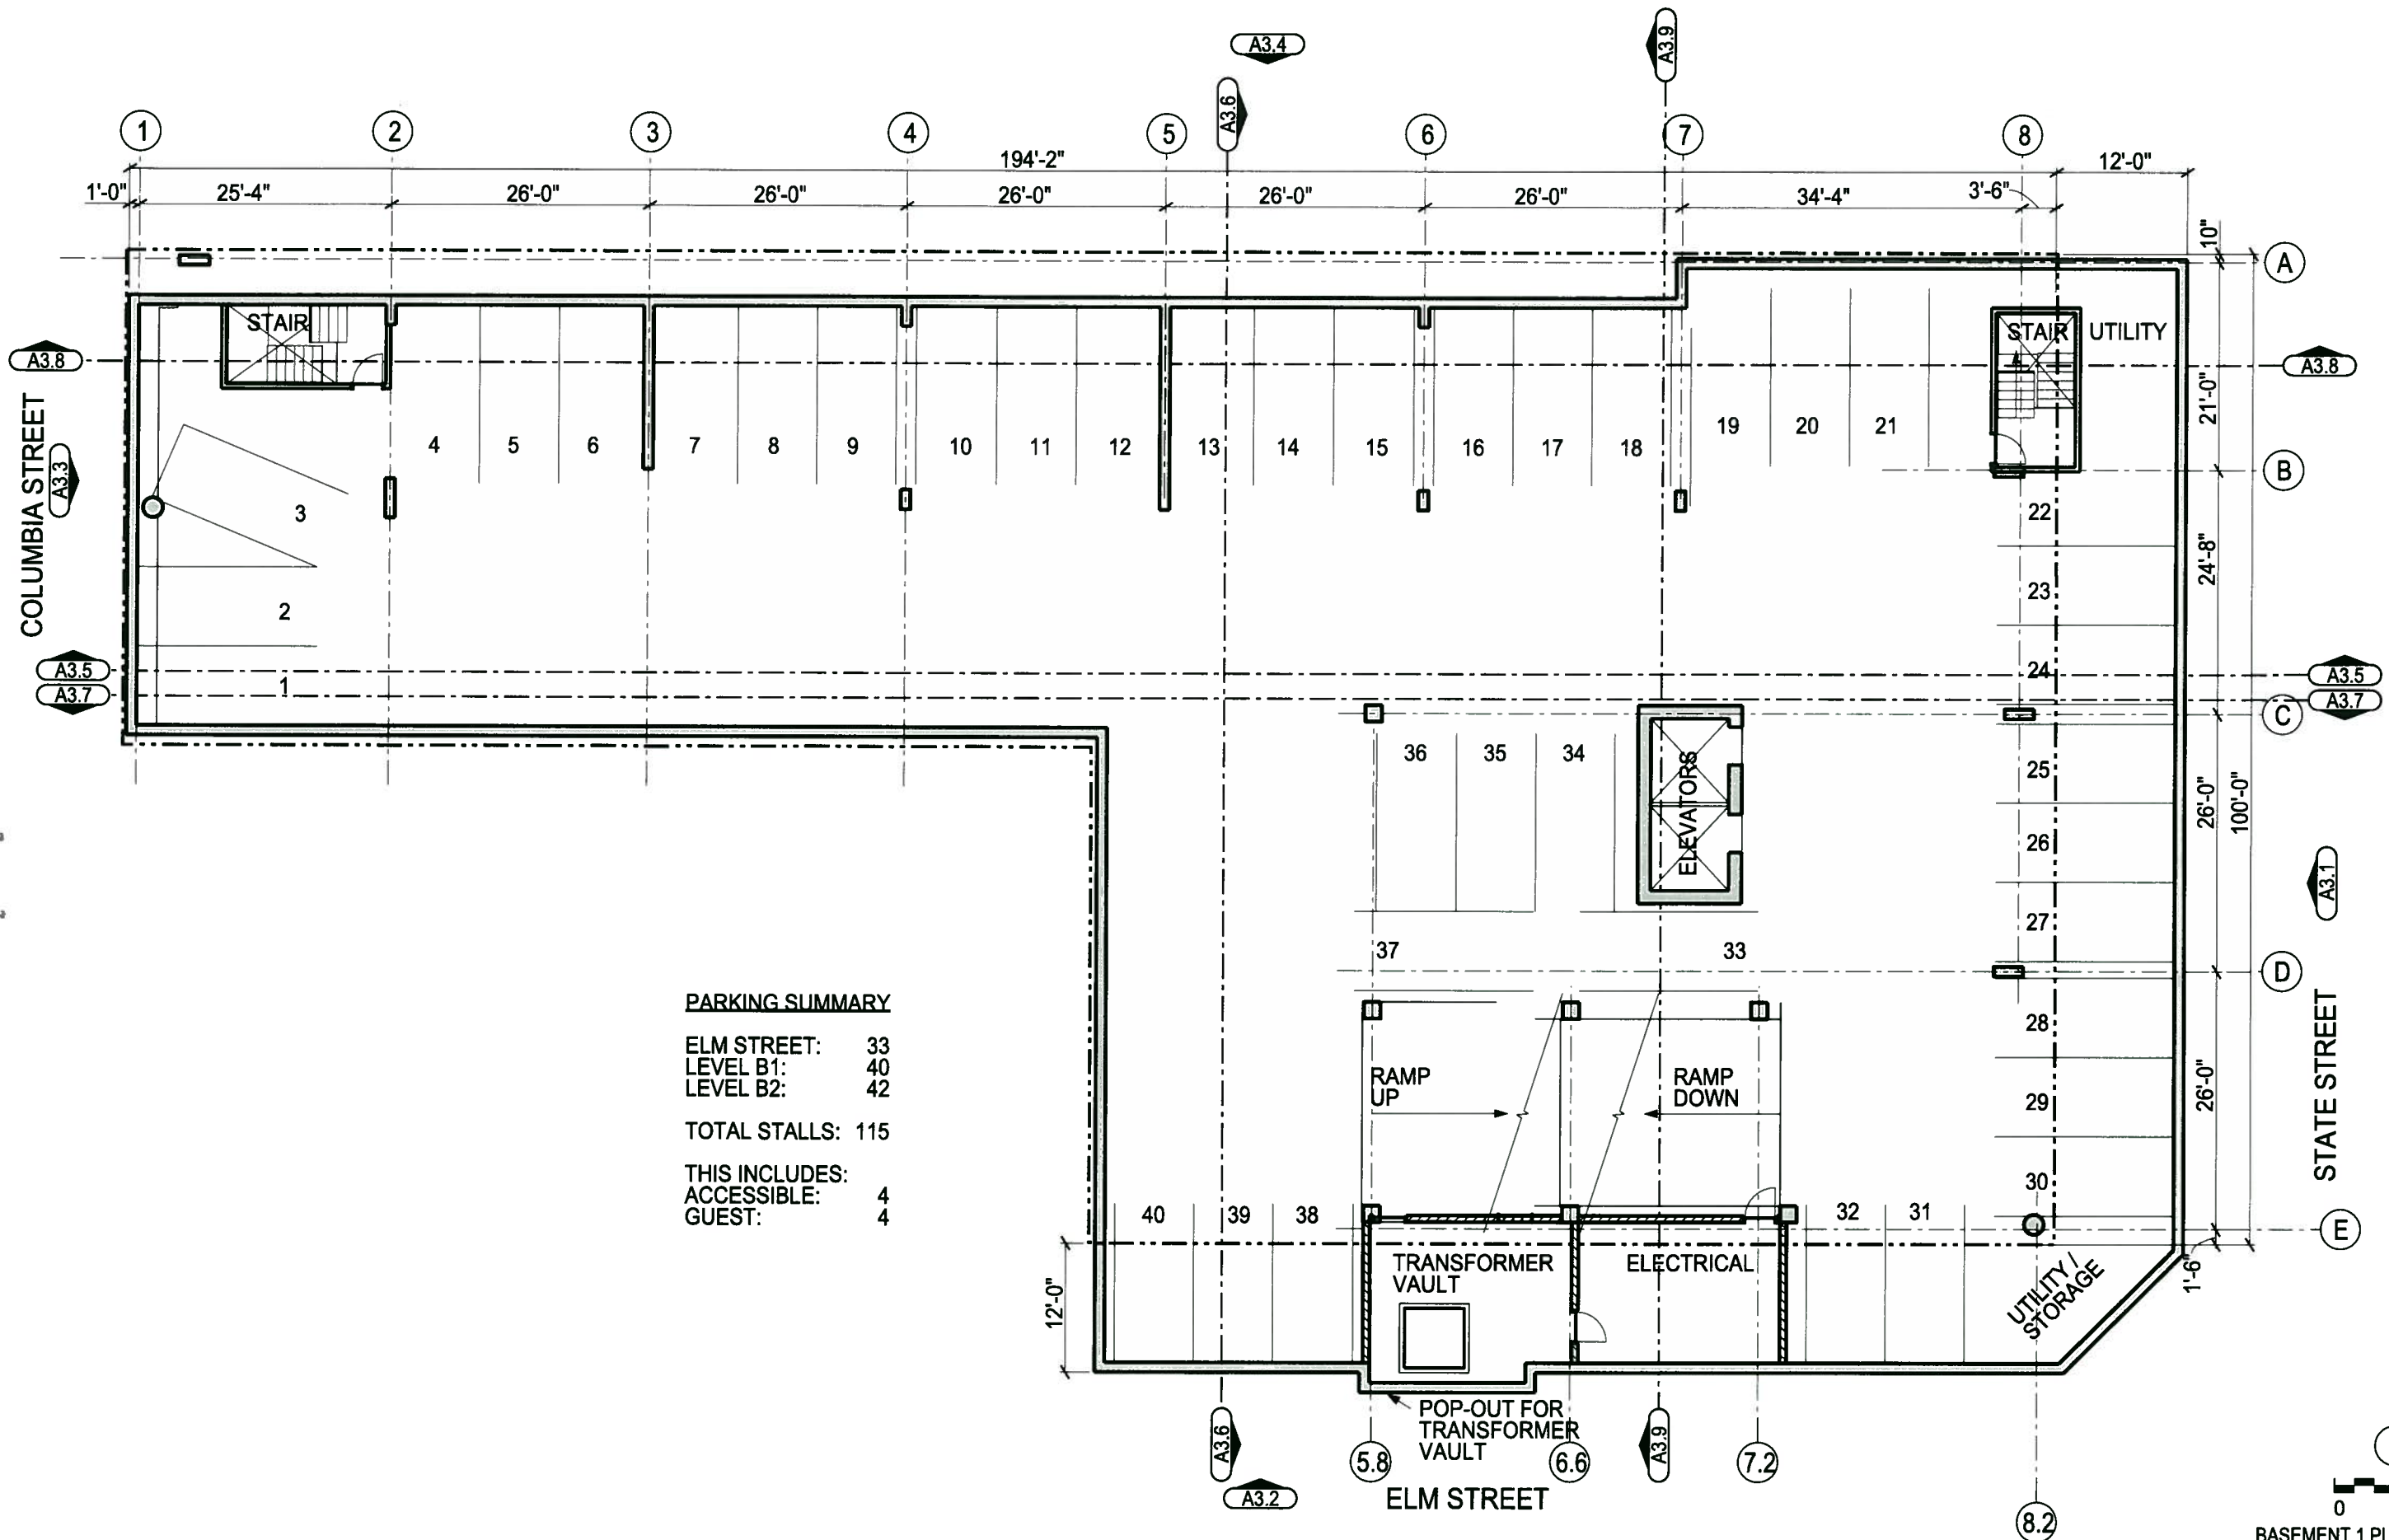 A3.4
A3.9
A3.6
1
2
3
4
5
6
7
8
194'-2"
12'-0"
1'-0"
25'-4"
26'-0"
26'-0"
26'-0"
26'-0"
26'-0"
34'-4"
3'-6"
10"
A
STAIR
STAIR
UTILITY
A3.8
A3.8
21'-0"
COLUMBIA STREET
A3.3
4
5
6
7
8
9
10
11
12
13
14
15
16
17
18
19
20
21
B
3
22
24'-8"
2
23
A3.5
A3.7
1
24
A3.5
A3.7
C
36
35
34
ELEVATORS
25
26'-0"
100'-0"
26
A3.1
27
37
33
D
PARKING SUMMARY
ELM STREET: 33
LEVEL B1: 40
LEVEL B2: 42
TOTAL STALLS: 115
THIS INCLUDES:
ACCESSIBLE: 4
GUEST: 4
28
STATE STREET
RAMP
UP
RAMP
DOWN
29
26'-0"
30
40
39
38
32
31
E
TRANSFORMER
VAULT
ELECTRICAL
UTILITY /
STORAGE
1'-6"
12'-0"
POP-OUT FOR
TRANSFORMER
VAULT
A3.6
A3.9
5.8
6.6
7.2
A3.2
ELM STREET
8.2
0
BASEMENT 1